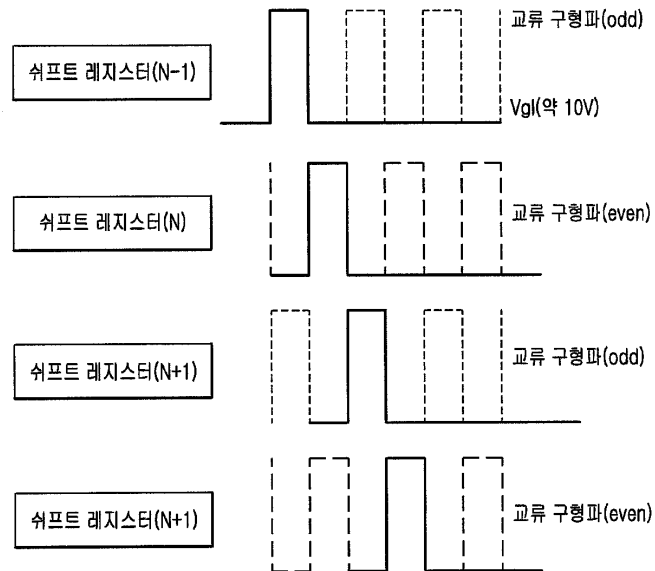 교류 구형파(odd)
쉬프트 레지스터(N-1)
Vgl(약 10V)
쉬프트 레지스터(N)
교류 구형파(even)
쉬프트 레지스터(N+1)
교류 구형파(odd)
쉬프트 레지스터(N+1)
교류 구형파(even)